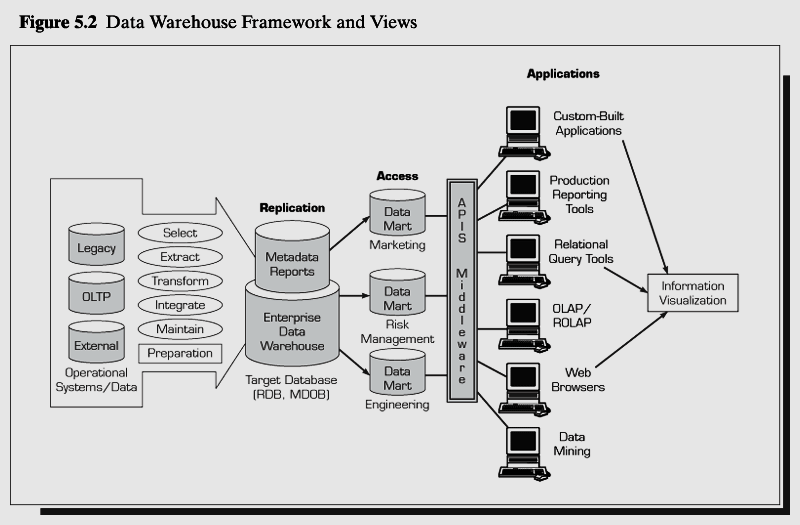 Figure 5.2 Data Warehouse Framework and Views
Applications
Custom-Built
Applications
Production
Reporting
Tools
Relational
Query Tools
OLAP/
ROLAP
Web
Browsers
Data
Mining
Information
Visualization
Access
Data
Mart
Marketing
Data
Mart
Risk
Management
Data
Mart
Engineering
APIS Middleware
Replication
Metadata
Reports
Enterprise
Data
Warehouse
Target Database
(RDB, MDDB)
Legacy
OLTP
External
Operational
Systems/Data
Select
Extract
Transform
Integrate
Maintain
Preparation